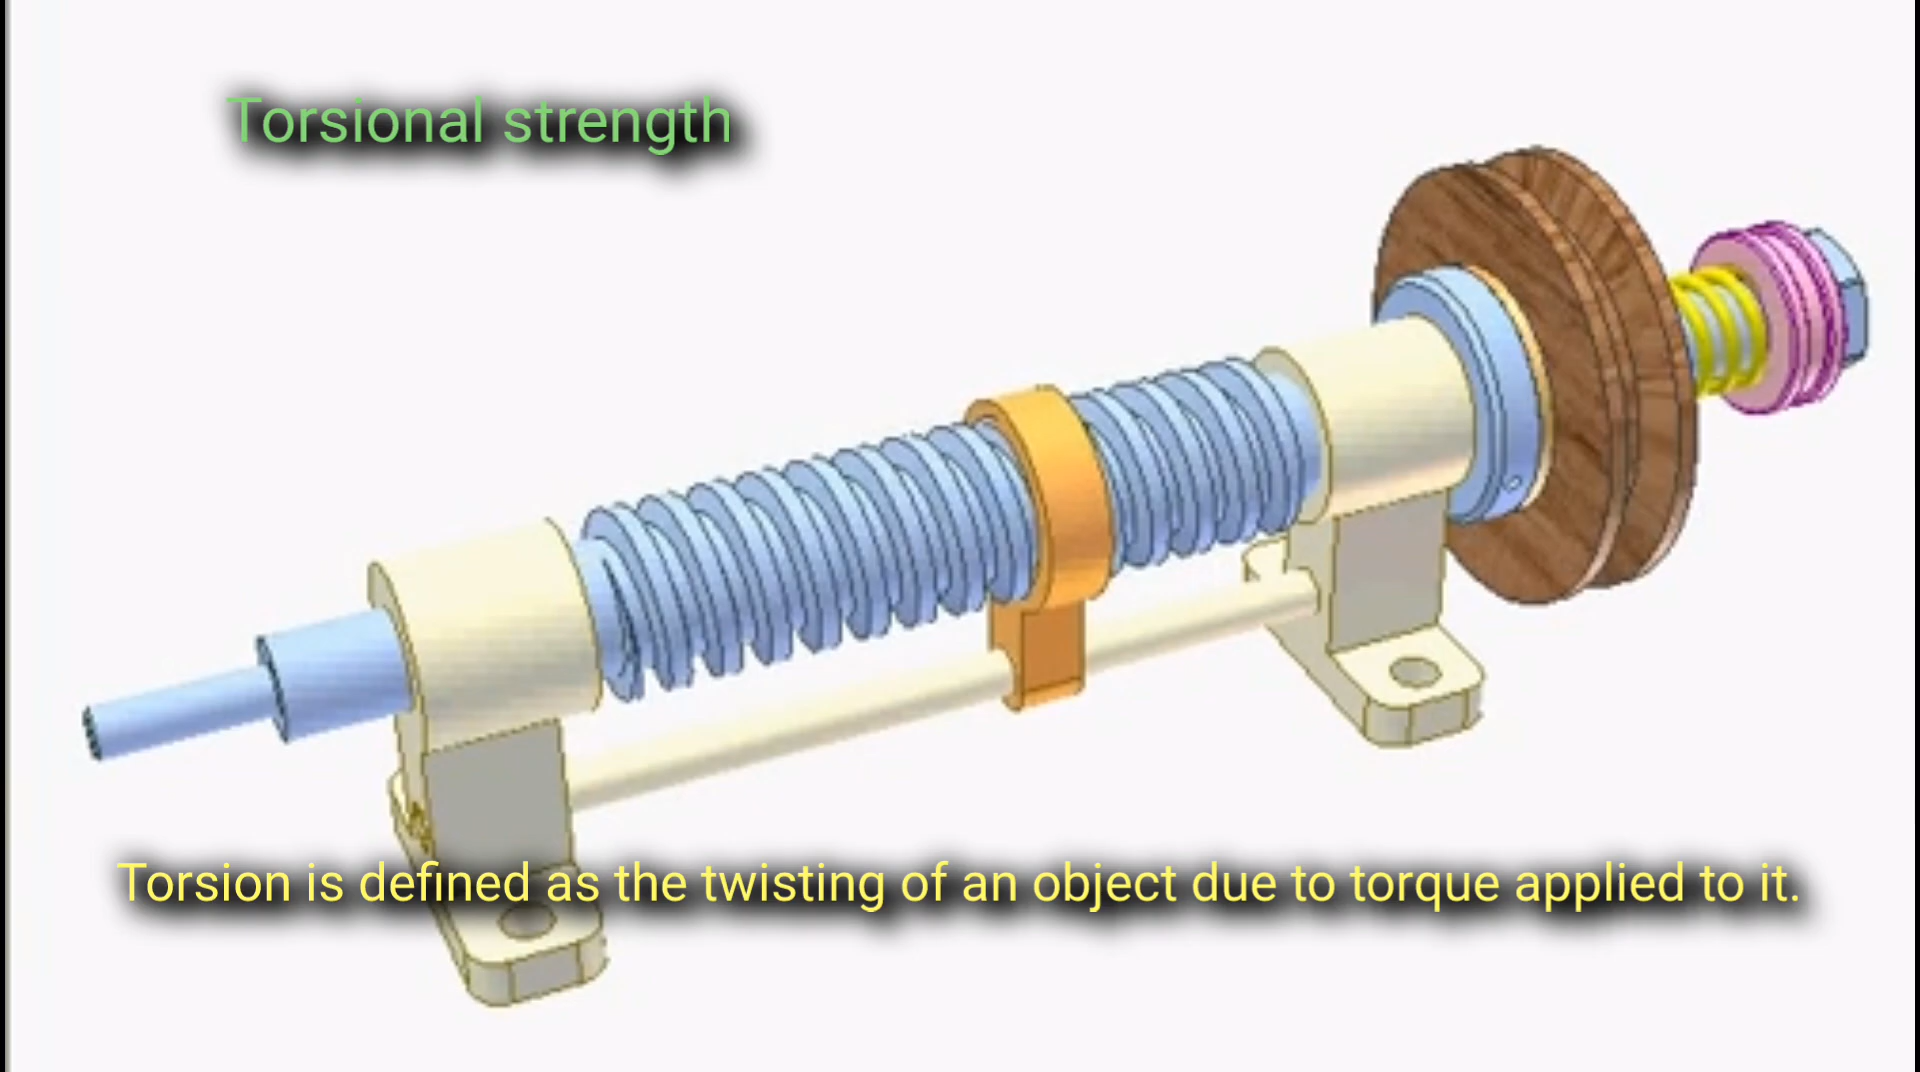 Torsional strength
Torsion is defined as the twisting of an object due to torque applied to it.